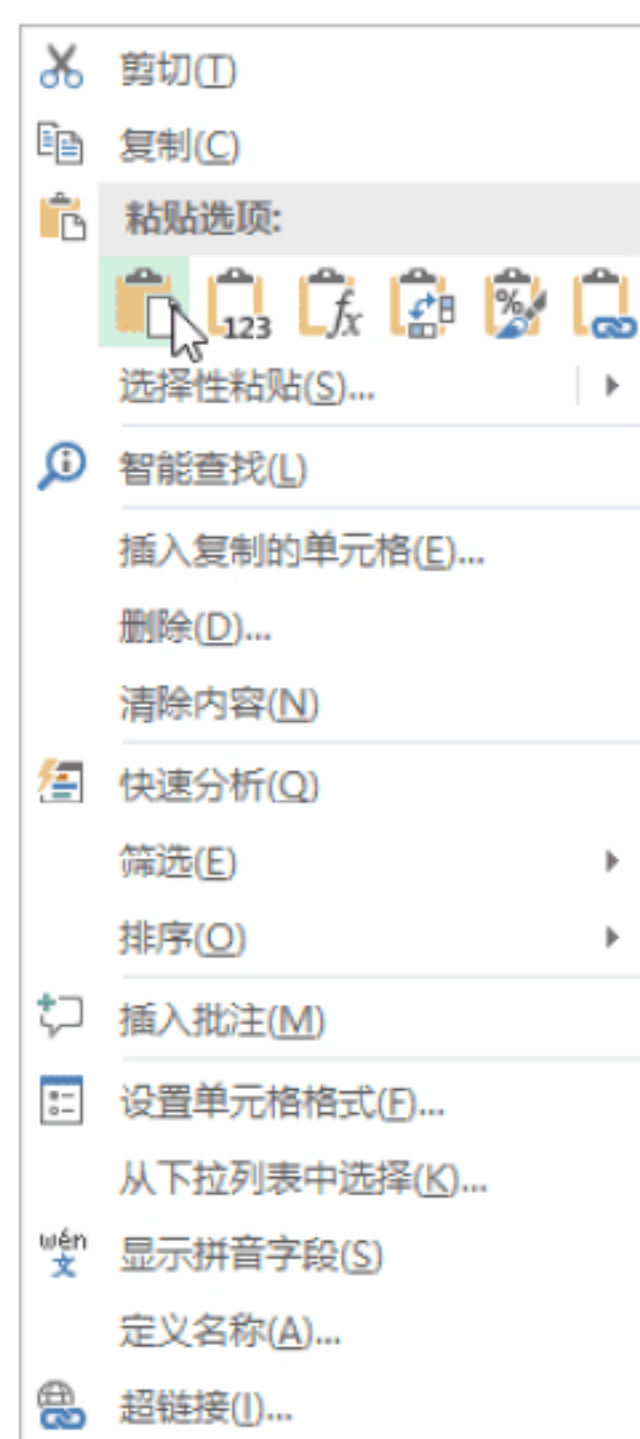 剪切(T)
复制(C)
粘贴选项:
123 fx %
选择性粘贴(S)...
智能查找(L)
插入复制的单元格(E)...
删除(D)...
清除内容(N)
快速分析(Q)
筛选(E)
排序(O)
插入批注(M)
设置单元格格式(F)...
从下拉列表中选择(K)...
wén
文
显示拼音字段(S)
定义名称(A)...
超链接(I)...